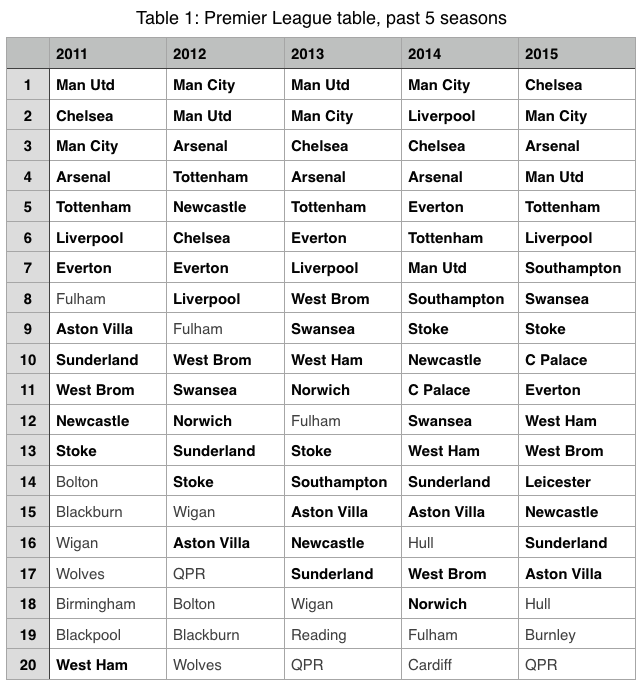 Table 1: Premier League table, past 5 seasons
2011 2012 2013 2014 2015
1 Man Utd Man City Man Utd Man City Chelsea
2 Chelsea Man Utd Man City Liverpool Man City
3 Man City Arsenal Chelsea Chelsea Arsenal
4 Arsenal Tottenham Arsenal Arsenal Man Utd
5 Tottenham Newcastle Tottenham Everton Tottenham
6 Liverpool Chelsea Everton Tottenham Liverpool
7 Everton Everton Liverpool Man Utd Southampton
8 Fulham Liverpool West Brom Southampton Swansea
9 Aston Villa Fulham Swansea Stoke Stoke
10 Sunderland West Brom West Ham Newcastle C Palace
11 West Brom Swansea Norwich C Palace Everton
12 Newcastle Norwich Fulham Swansea West Ham
13 Stoke Sunderland Stoke West Ham West Brom
14 Bolton Stoke Southampton Sunderland Leicester
15 Blackburn Wigan Aston Villa Aston Villa Newcastle
16 Wigan Aston Villa Newcastle Hull Sunderland
17 Wolves QPR Sunderland West Brom Aston Villa
18 Birmingham Bolton Wigan Norwich Hull
19 Blackpool Blackburn Reading Fulham Burnley
20 West Ham Wolves QPR Cardiff QPR